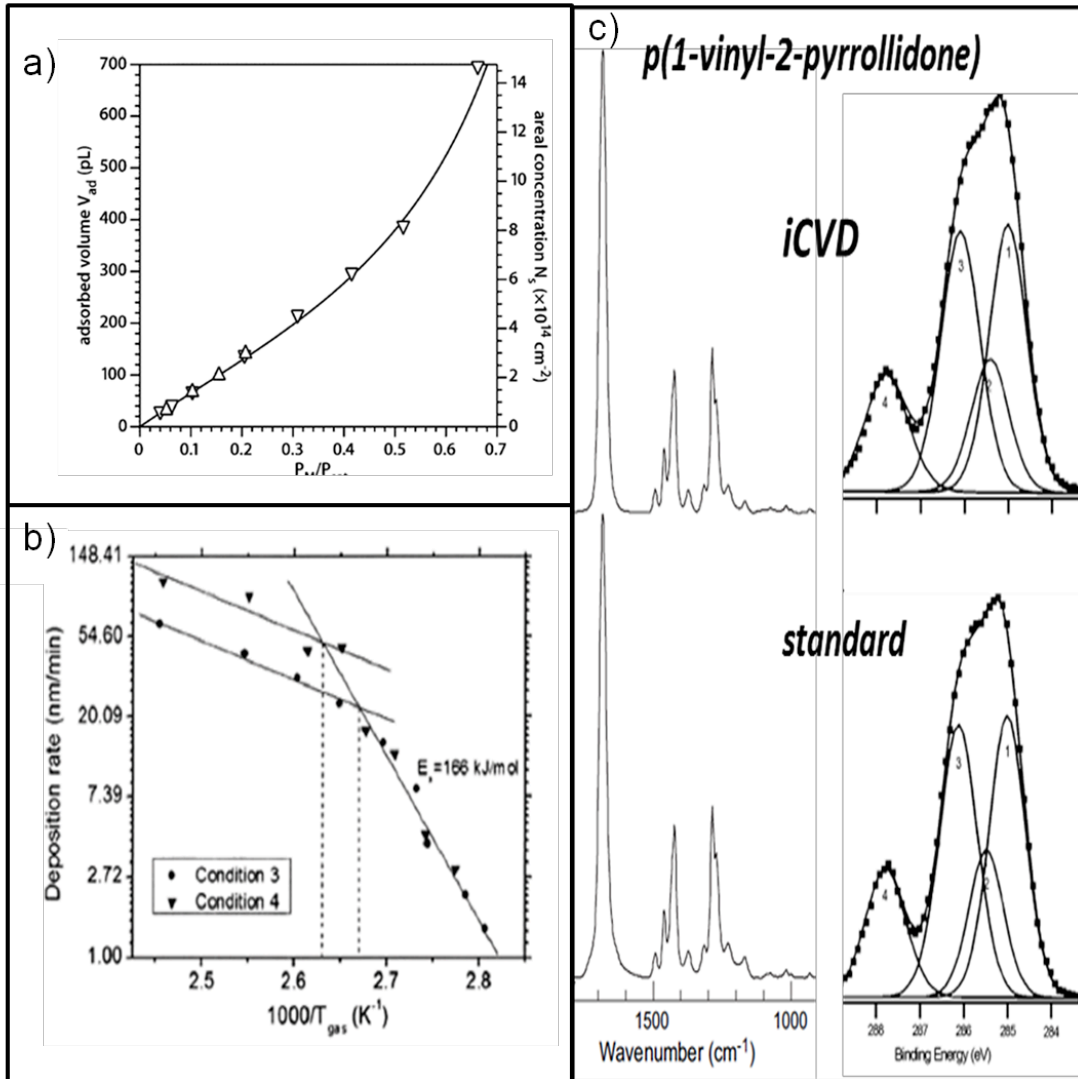 a)
700
600
500
400
300
200
100
0
adsorbed volume V_ad (pL)
14
12
10
8
6
4
2
0
areal concentration N_s (×10^14 cm^-2)
0 0.1 0.2 0.3 0.4 0.5 0.6 0.7
b)
148.41
54.60
20.09
7.39
2.72
1.00
Deposition rate (nm/min)
E_a=166 kJ/mol
Condition 3
Condition 4
2.5 2.6 2.7 2.8
1000/T_gas (K^-1)
c)
p(1-vinyl-2-pyrrollidone)
iCVD
1
2
3
4
standard
1
2
3
4
1500 1000
Wavenumber (cm^-1)
288 287 286 285 284
Binding Energy (eV)